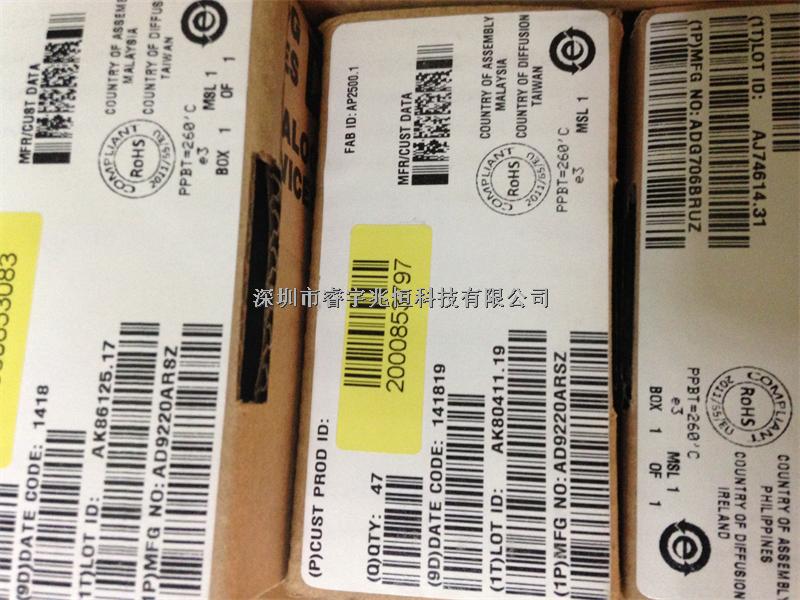 MFR/CUST DATA
COUNTRY OF ASSEMBLY
MALAYSIA
COUNTRY OF DIFFUSION
TAIWAN
COMPLIANT
RoHS
2011/65/EU
PPBT=260'C
e3
MSL 1
BOX 1 OF 1
(9D)DATE CODE: 1418
(1T)LOT ID: AK86125.17
(1P)MFG NO: AD9220ARSZ
FAB ID: AP2500.1
MFR/CUST DATA
COUNTRY OF ASSEMBLY
MALAYSIA
COUNTRY OF DIFFUSION
TAIWAN
e
COMPLIANT
RoHS
2011/65/EU
PPBT=260'C
e3
MSL 1
(P)CUST PROD ID:
(Q)QTY: 47
(9D)DATE CODE: 141819
(1T)LOT ID: AK80411.19
(1P)MFG NO: AD9220ARSZ
(1T)LOT ID: AJ74614.31
(1P)MFG NO: ADG706BRUZ
COMPLIANT
RoHS
2011/65/EU
PPBT=260'C
e3
MSL 1
BOX 1 OF 1
COUNTRY OF ASSEMBLY
PHILIPPINES
COUNTRY OF DIFFUSION
IRELAND
e
深圳市睿宇兆恒科技有限公司